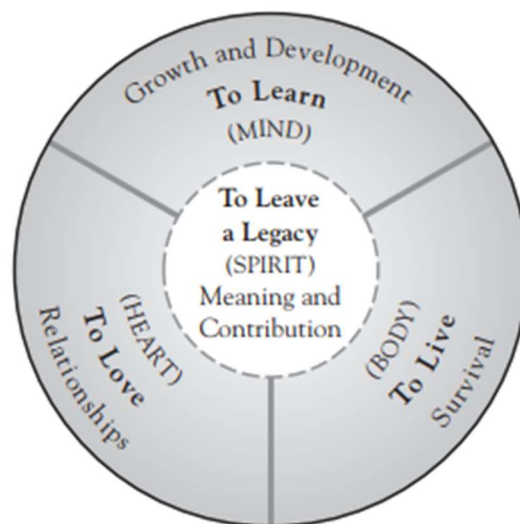 Growth and Development
To Learn
(MIND)
To Leave
a Legacy
(SPIRIT)
Meaning and
Contribution
(HEART)
To Love
Relationships
(BODY)
To Live
Survival